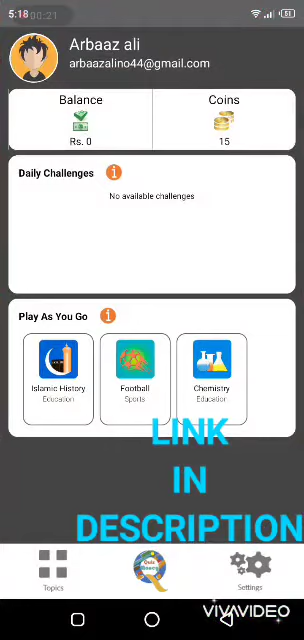 5:18
00:21
51
Arbaaz ali
arbaazalino44@gmail.com
Balance
Coins
Rs. 0
15
Daily Challenges
No available challenges
Play As You Go
Islamic History
Football
Chemistry
Education
Sports
Education
LINK
IN
DESCRIPTION
Quiz
Topics
Settings
VIVAVIDEO